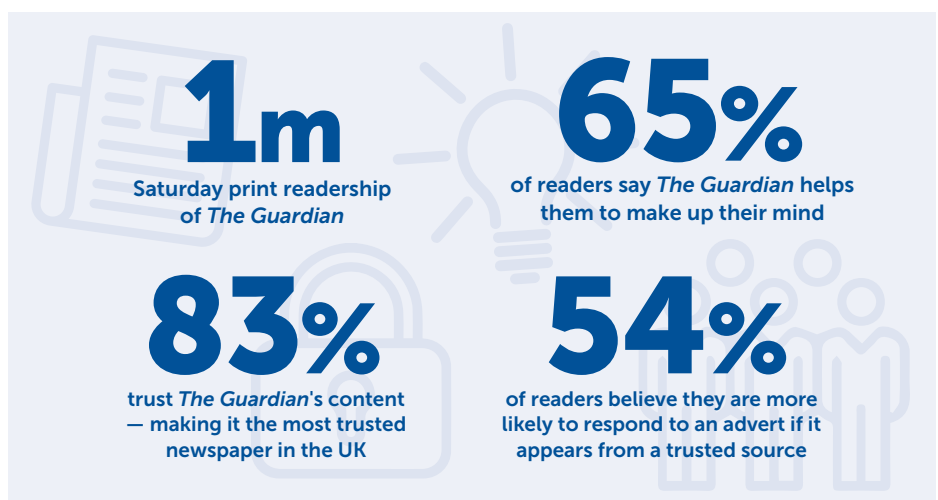 1m
Saturday print readership
of The Guardian
65%
of readers say The Guardian helps
them to make up their mind
83%
trust The Guardian's content
— making it the most trusted
newspaper in the UK
54%
of readers believe they are more
likely to respond to an advert if it
appears from a trusted source